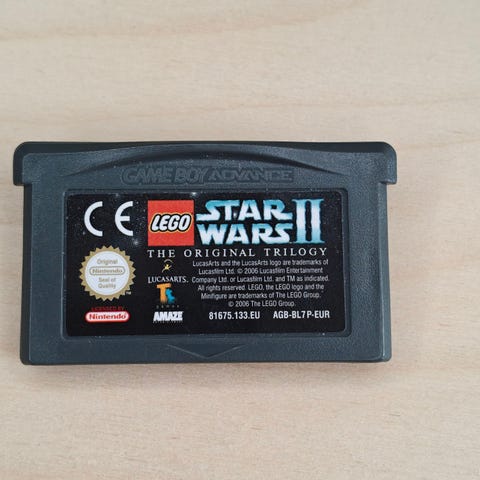 GAME BOY ADVANCE
CE
LEGO
STAR
WARS II
THE ORIGINAL TRILOGY
LucasArts and the LucasArts logo are trademarks of
Lucasfilm Ltd. © 2006 Lucasfilm Entertainment
Company Ltd. or Lucasfilm Ltd. and TM as indicated.
All rights reserved. LEGO, the LEGO logo and the
Minifigure are trademarks of The LEGO Group.
© 2006 The LEGO Group.
Original
Nintendo
Seal of
Quality
LICENSED BY
Nintendo
LUCASARTS.
games
AMAZE
81675.133.EU
AGB-BL7P-EUR